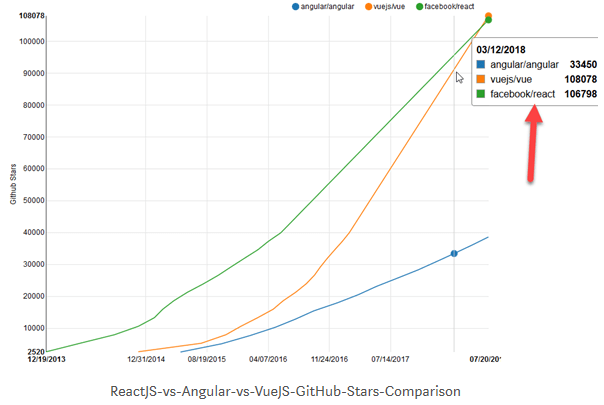 angular/angular vuejs/vue facebook/react
108078
100000
90000
80000
70000
60000
50000
40000
30000
20000
10000
2520
Github Stars
03/12/2018
angular/angular 33450
vuejs/vue 108078
facebook/react 106798
12/19/2013 12/31/2014 08/19/2015 04/07/2016 11/24/2016 07/14/2017 07/20/20
ReactJS-vs-Angular-vs-VueJS-GitHub-Stars-Comparison